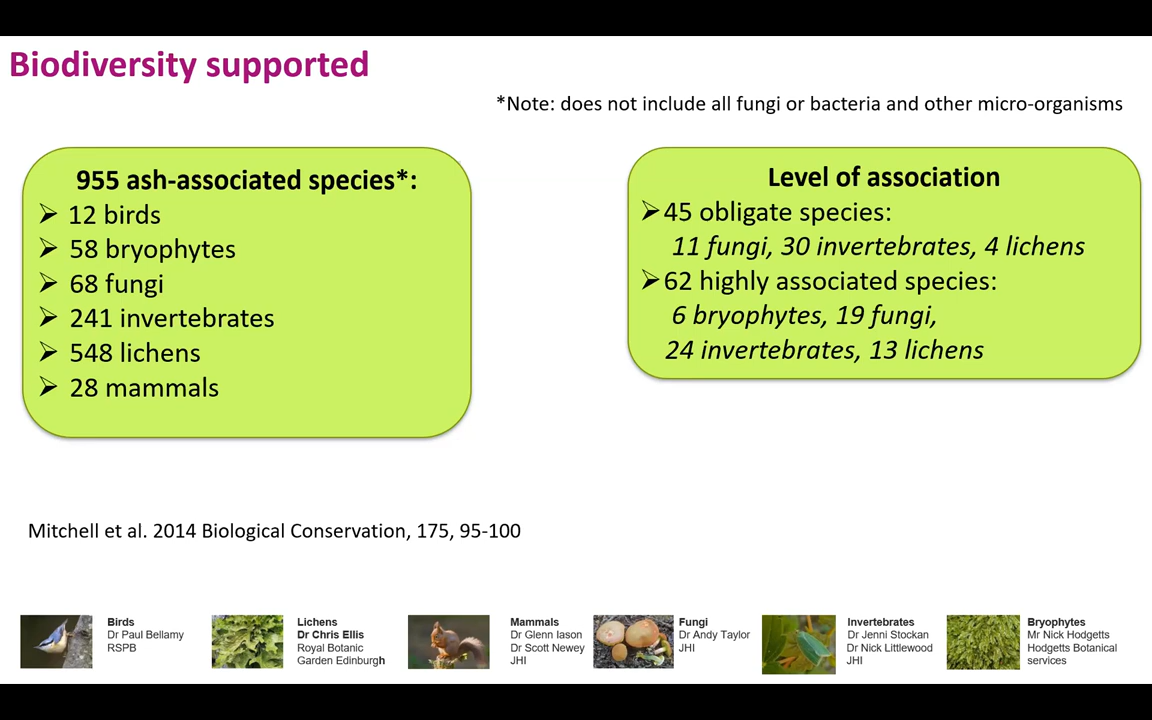 Biodiversity supported
*Note: does not include all fungi or bacteria and other micro-organisms
955 ash-associated species*:
➢ 12 birds
➢ 58 bryophytes
➢ 68 fungi
➢ 241 invertebrates
➢ 548 lichens
➢ 28 mammals
Level of association
➢45 obligate species:
11 fungi, 30 invertebrates, 4 lichens
➢62 highly associated species:
6 bryophytes, 19 fungi,
24 invertebrates, 13 lichens
Mitchell et al. 2014 Biological Conservation, 175, 95-100
Birds
Dr Paul Bellamy
RSPB
Lichens
Dr Chris Ellis
Royal Botanic
Garden Edinburgh
Mammals
Dr Glenn Iason
Dr Scott Newey
JHI
Fungi
Dr Andy Taylor
JHI
Invertebrates
Dr Jenni Stockan
Dr Nick Littlewood
JHI
Bryophytes
Mr Nick Hodgetts
Hodgetts Botanical
services